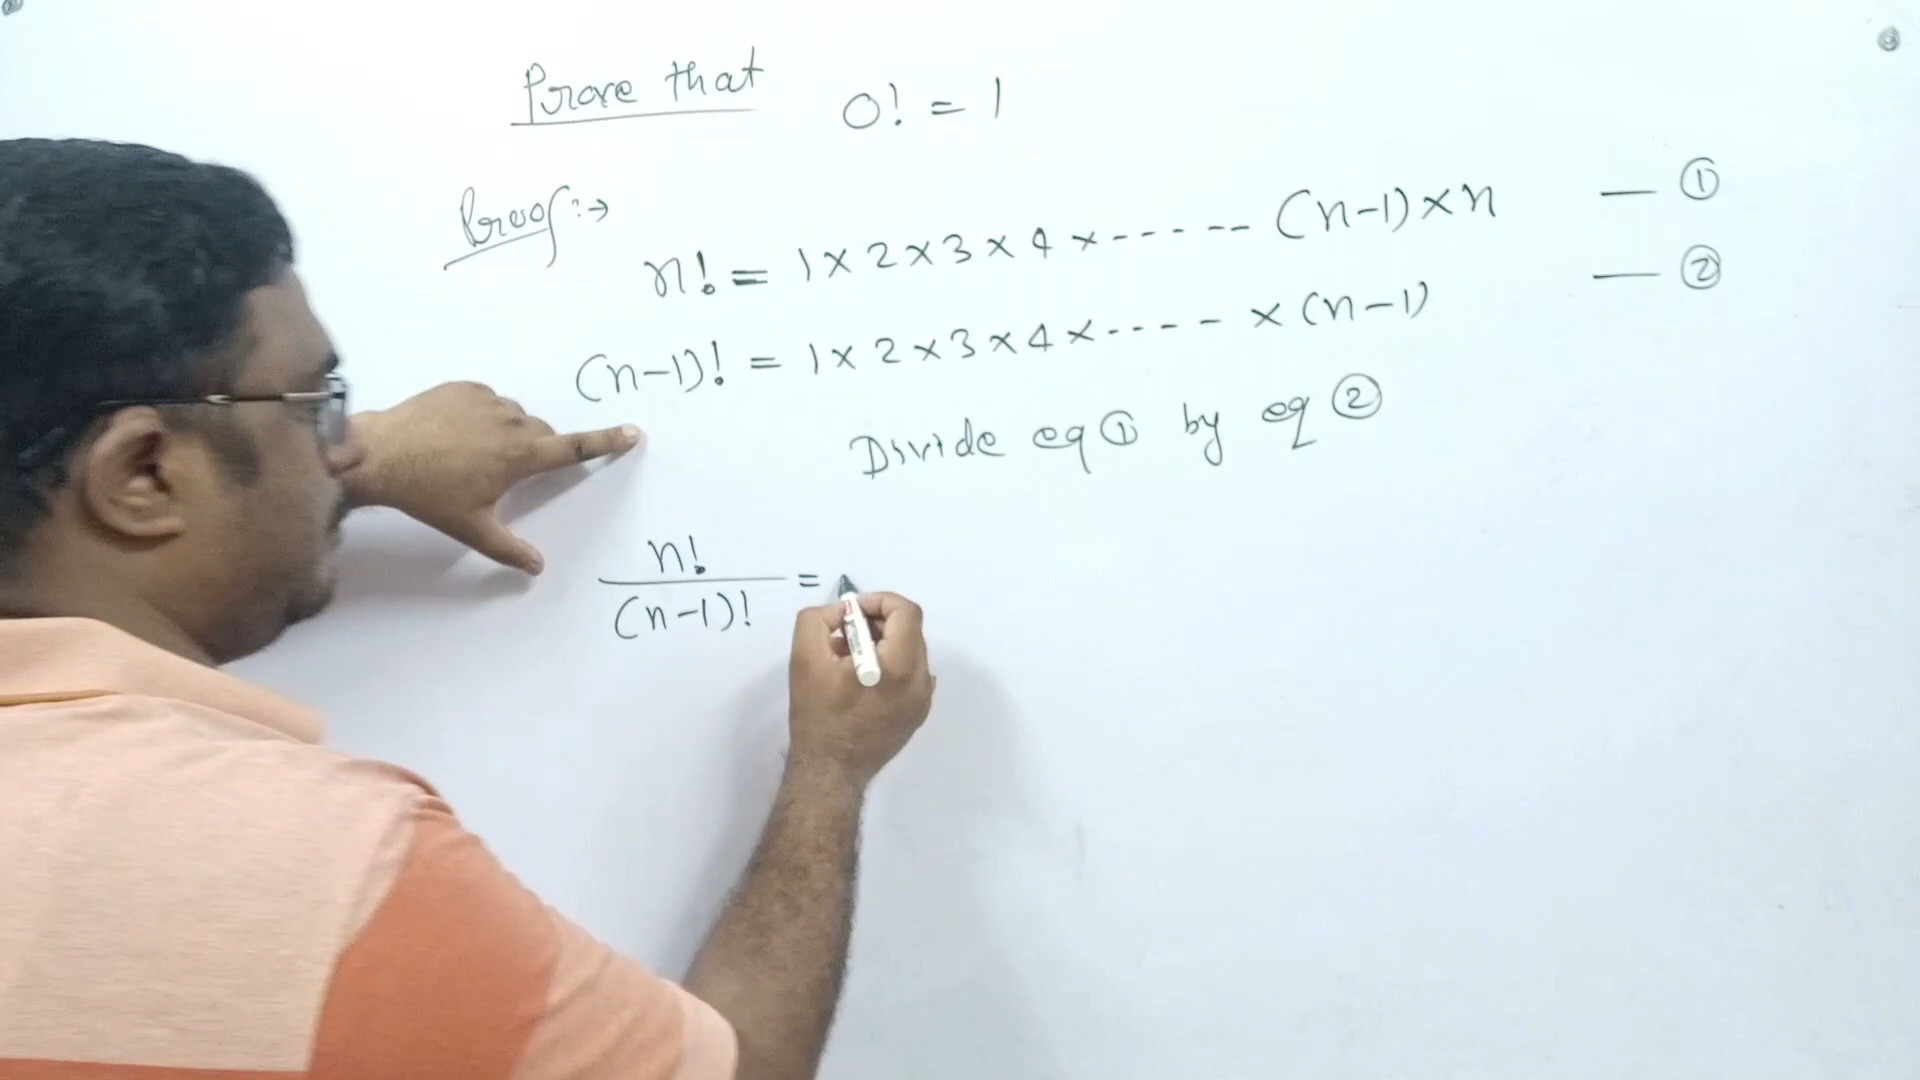 Prove that 0! = 1
Proof :→
n! = 1 × 2 × 3 × 4 × ----- (n-1) × n — ①
(n-1)! = 1 × 2 × 3 × 4 × ---- × (n-1) — ②
Divide eq ① by eq ②
n!
(n-1)! =